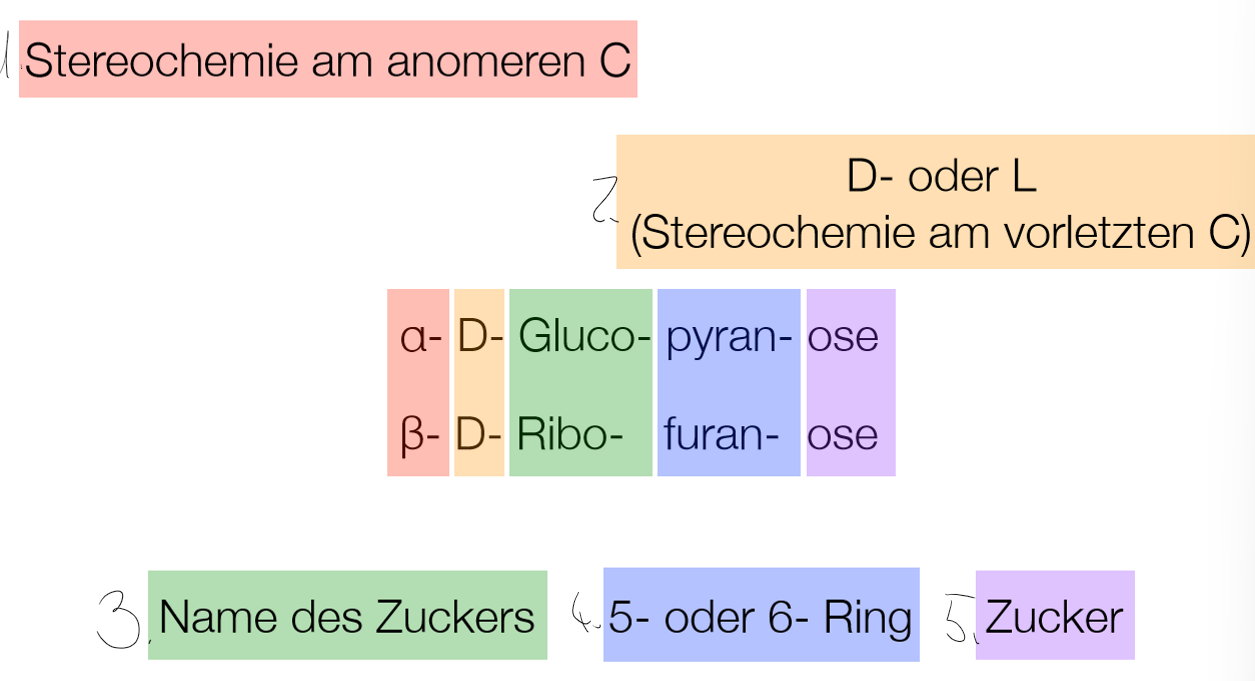 1. Stereochemie am anomeren C
2. D- oder L
(Stereochemie am vorletzten C)
α- D- Gluco- pyran- ose
β- D- Ribo- furan- ose
3. Name des Zuckers 4. 5- oder 6- Ring 5. Zucker